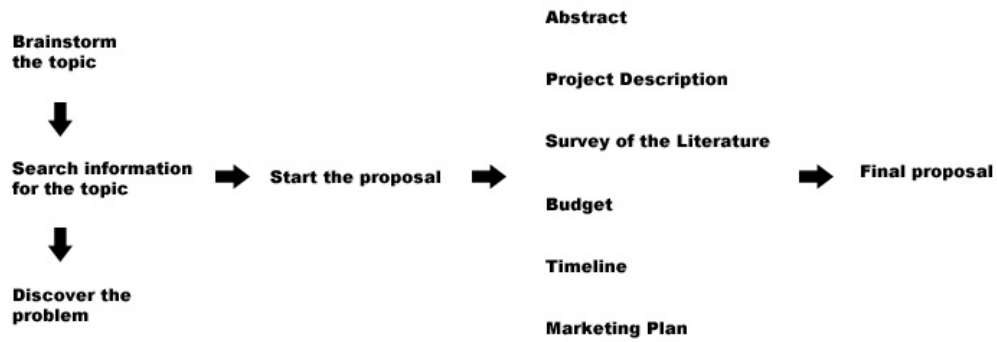 Brainstorm
the topic
Search information
for the topic
Discover the
problem
Start the proposal
Abstract
Project Description
Survey of the Literature
Budget
Timeline
Marketing Plan
Final proposal